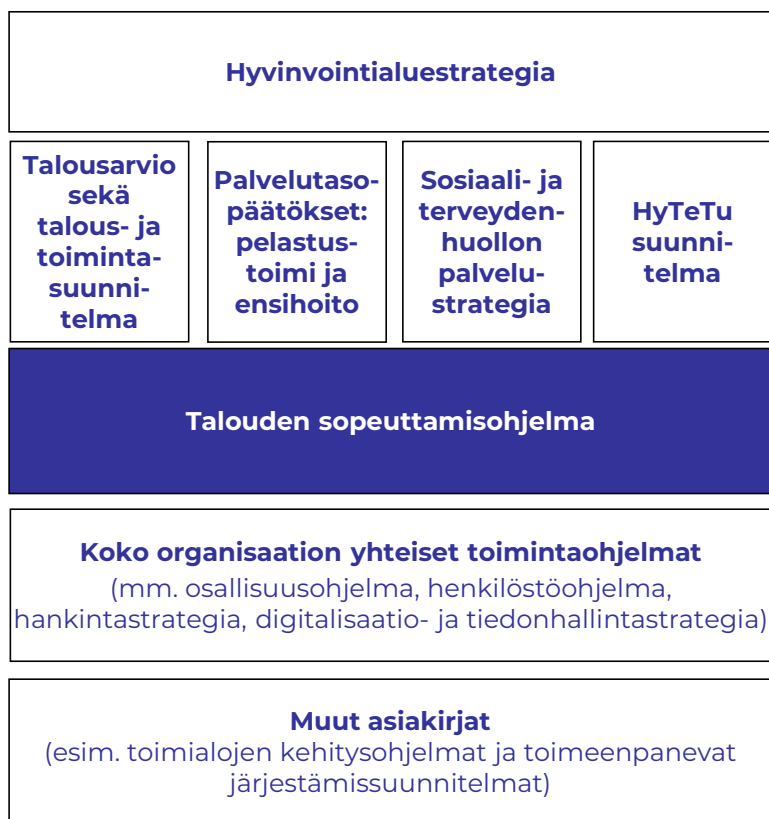 Hyvinvointialuestrategia
Talousarvio
sekä
talous- ja
toiminta-
suunni-
telma
Palvelutaso-
päätökset:
pelastus-
toimi ja
ensihoito
Sosiaali- ja
terveyden-
huollon
palvelu-
strategia
HyTeTu
suunni-
telma
Talouden sopeuttamisohjelma
Koko organisaation yhteiset toimintaohjelmat
(mm. osallisuusohjelma, henkilöstöohjelma,
hankintastrategia, digitalisaatio- ja tiedonhallintastrategia)
Muut asiakirjat
(esim. toimialojen kehitysohjelmat ja toimeenpanevat
järjestämissuunnitelmat)